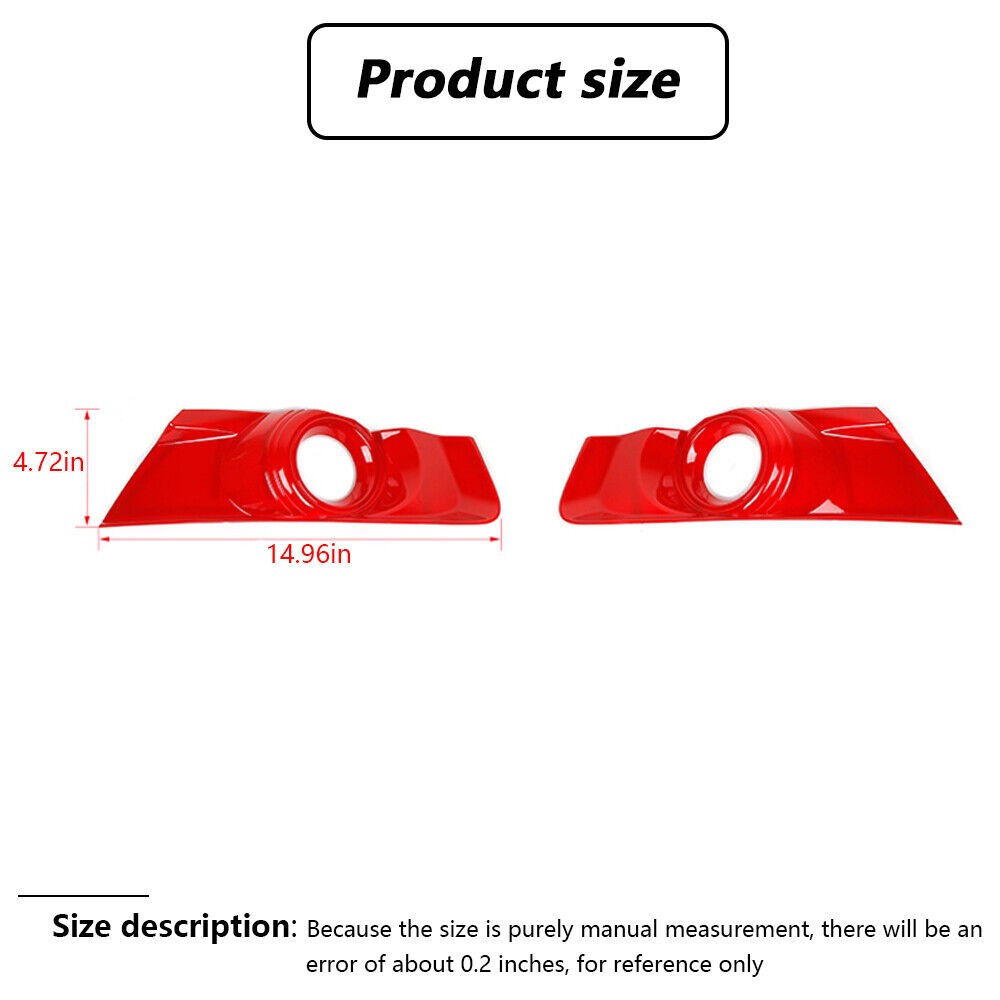 Product size
4.72in
14.96in
Size description: Because the size is purely manual measurement, there will be an
error of about 0.2 inches, for reference only